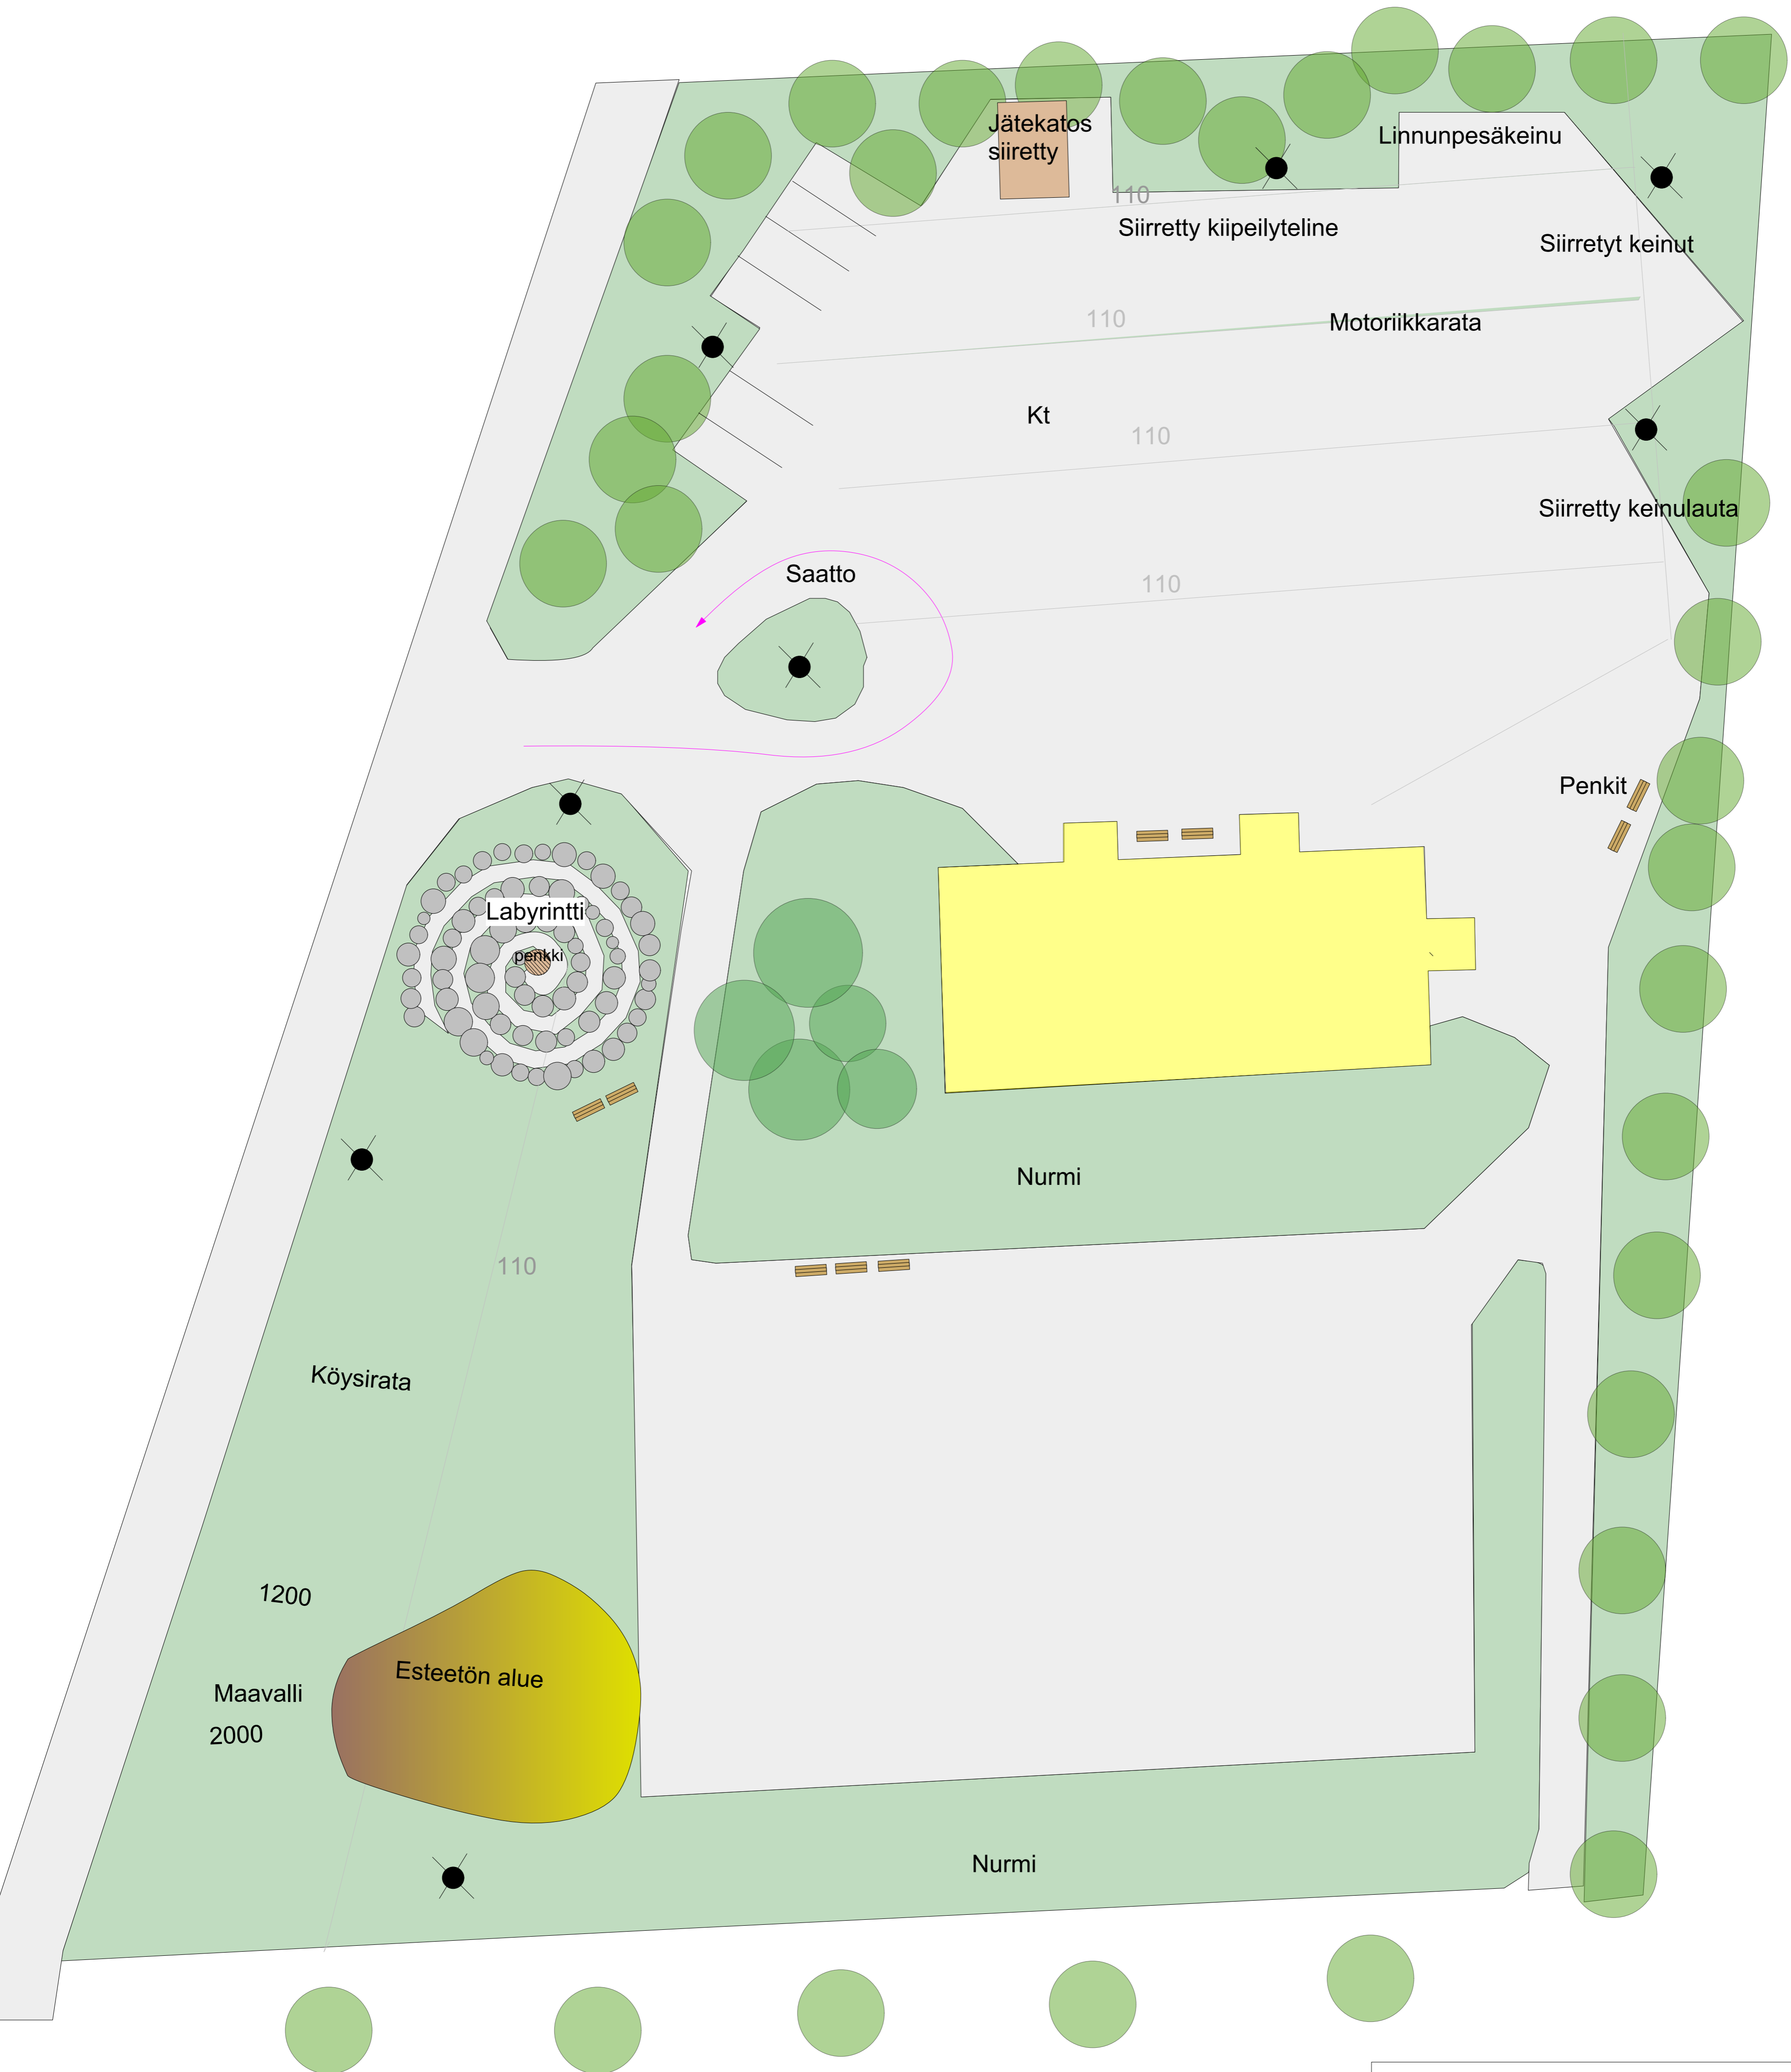 Jätekatos
siiretty
Linnunpesäkeinu
110
Siirretty kiipeilyteline
Siirretyt keinut
110
Motoriikkarata
Kt
110
Siirretty keinulauta
Saatto
110
Penkit
Labyrintti
penkki
Nurmi
110
Köysirata
1200
Esteetön alue
Maavalli
2000
Nurmi